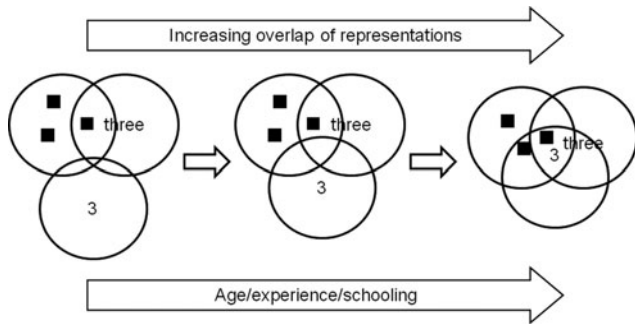 Increasing overlap of representations
three
3
three
3
three
3
Age/experience/schooling